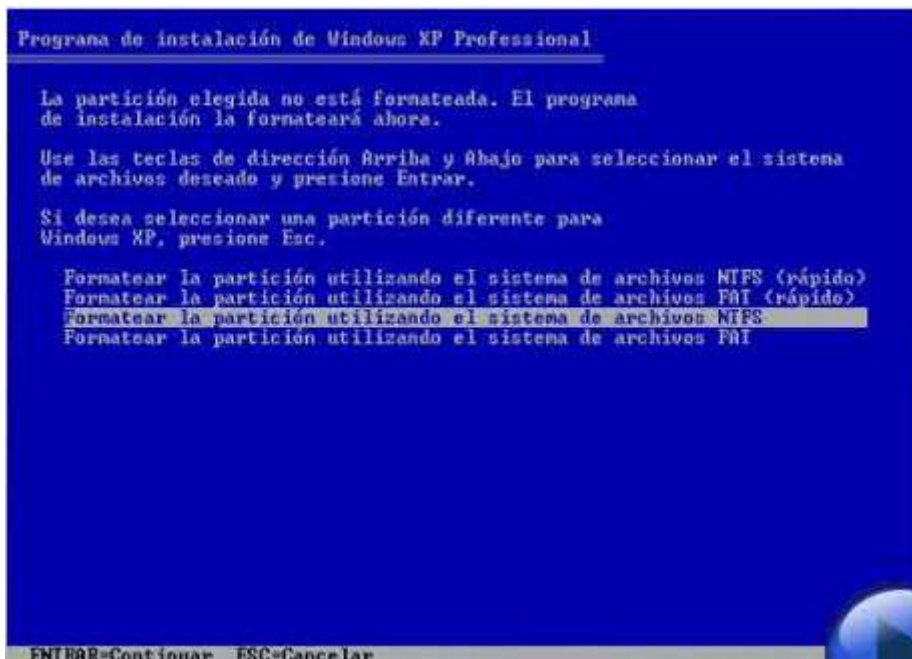 Programa de instalación de Windows XP Professional
La partición elegida no está formateada. El programa
de instalación la formateará ahora.
Use las teclas de dirección Arriba y Abajo para seleccionar el sistema
de archivos deseado y presione Entrar.
Si desea seleccionar una partición diferente para
Windows XP, presione Esc.
Formatear la partición utilizando el sistema de archivos NTFS (rápido)
Formatear la partición utilizando el sistema de archivos FAT (rápido)
Formatear la partición utilizando el sistema de archivos NTFS
Formatear la partición utilizando el sistema de archivos FAT
ENTRAR=Continuar ESC=Cancelar